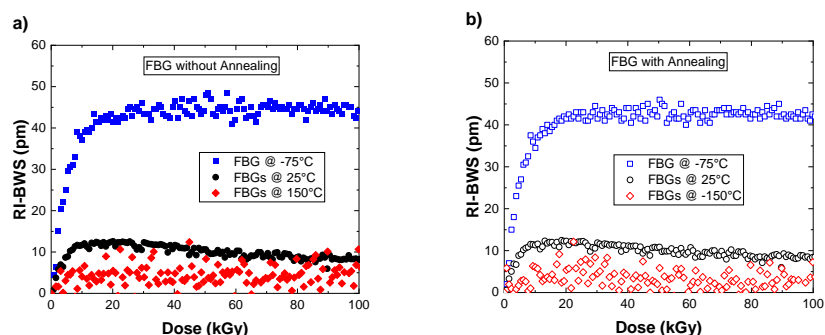 a)
FBG without Annealing
RI-BWS (pm)
60
50
40
30
20
10
0
FBG @ -75°C
FBGs @ 25°C
FBGs @ 150°C
0 20 40 60 80 100
Dose (kGy)
b)
FBG with Annealing
RI-BWS (pm)
60
50
40
30
20
10
0
FBG @ -75°C
FBGs @ 25°C
FBGs @ -150°C
0 20 40 60 80 100
Dose (kGy)